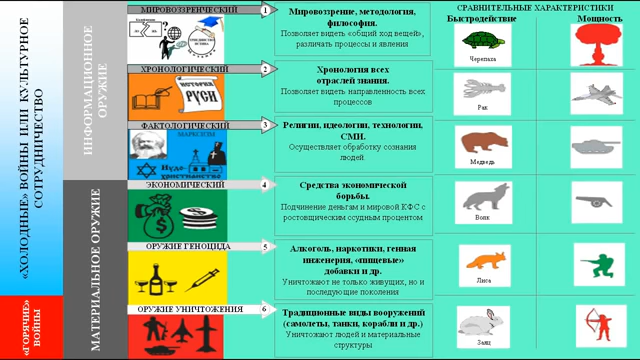 «ХОЛОДНЫЕ» ВОЙНЫ ИЛИ КУЛЬТУРНОЕ
СОТРУДНИЧЕСТВО
«ГОРЯЧИЕ»
ВОЙНЫ
ИНФОРМАЦИОННОЕ
ОРУЖИЕ
МАТЕРИАЛЬНОЕ ОРУЖИЕ
СРАВНИТЕЛЬНЫЕ ХАРАКТЕРИСТИКИ
Быстродействие
Мощность
МИРОВОЗЗРЕНЧЕСКИЙ
1
Мировоззрение, методология,
философия.
Позволяет видеть «общий ход вещей»,
различать процессы и явления
Черепаха
ХРОНОЛОГИЧЕСКИЙ
2
ИСТОРИЯ
РУСИ
Хронология всех
отраслей знания.
Позволяет видеть направленность всех
процессов
Рак
ФАКТОЛОГИЧЕСКИЙ
3
МАРКСИЗМ
Иудо-
христианство
Религии, идеологии, технологии,
СМИ.
Осуществляет обработку сознания
людей
Медведь
ЭКОНОМИЧЕСКИЙ
4
$
Средства экономической
борьбы.
Подчинение деньгам и мировой КФС с
ростовщическим ссудным процентом
Волк
ОРУЖИЕ ГЕНОЦИДА
5
Алкоголь, наркотики, генная
инженерия, «пищевые»
добавки и др.
Уничтожают не только живущих, но и
последующие поколения
Лиса
ОРУЖИЕ УНИЧТОЖЕНИЯ
6
Традиционные виды вооружений
(самолеты, танки, корабли и др.)
Уничтожают людей и материальные
структуры
Заяц